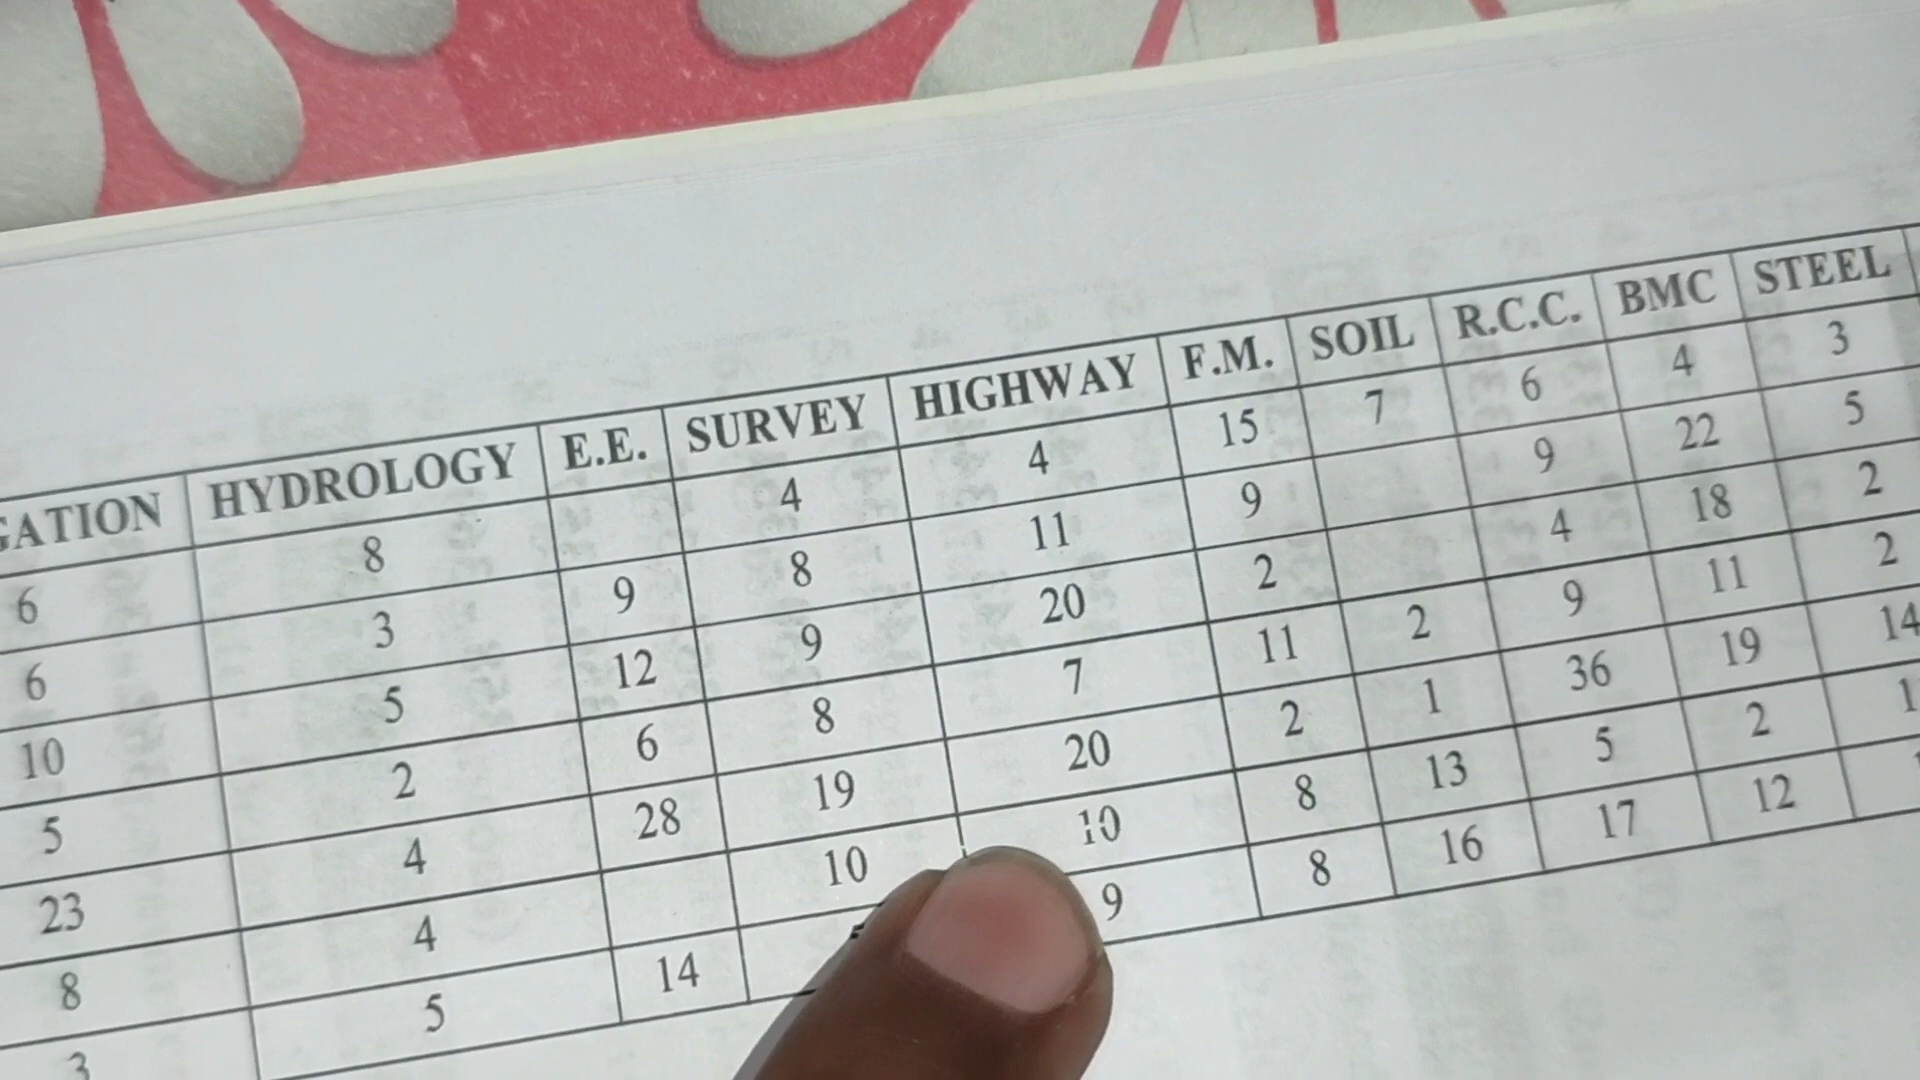 GATION HYDROLOGY E.E. SURVEY HIGHWAY F.M. SOIL R.C.C. BMC STEEL
6 8 4 4 15 7 6 4 3
6 3 9 8 11 9 9 22 5
10 5 12 9 20 2 4 18 2
5 2 6 8 7 11 2 9 11 2
23 4 28 19 20 2 1 36 19 14
8 4 10 10 8 13 5 2
3 5 14 9 8 16 17 12